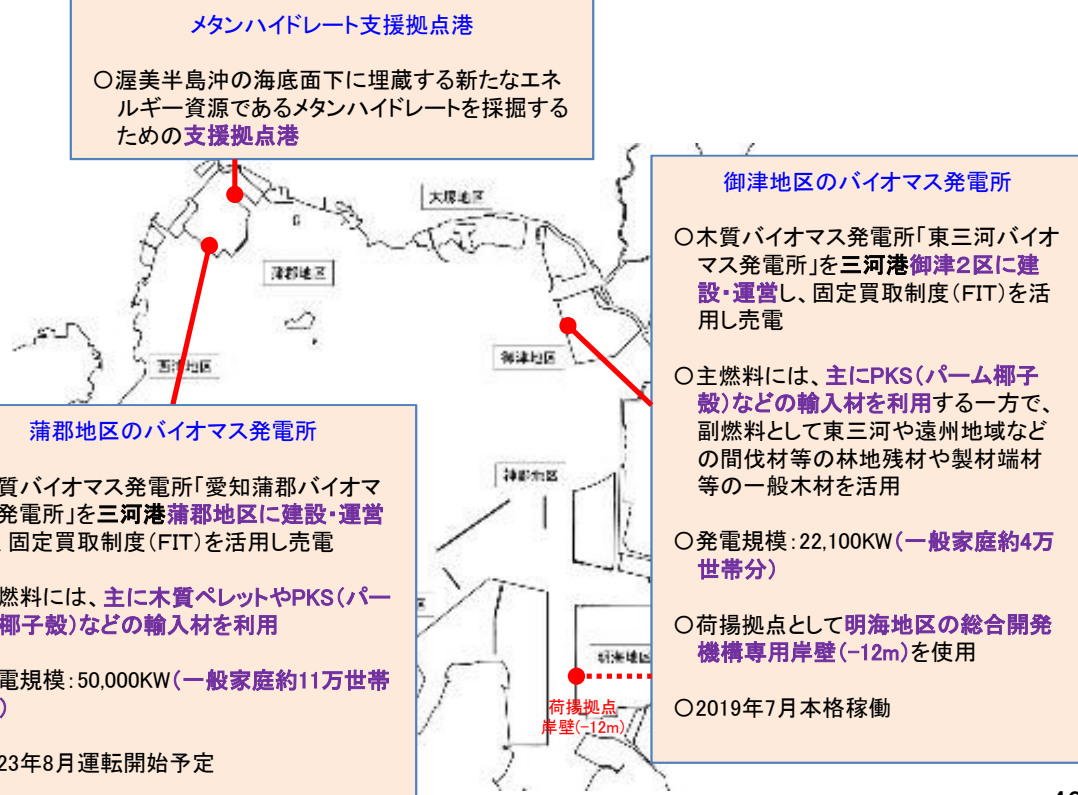 メタンハイドレート支援拠点港
○渥美半島沖の海底面下に埋蔵する新たなエネ
ルギー資源であるメタンハイドレートを採掘する
ための支援拠点港
大塚地区
蒲郡地区
西浦地区
御津地区
神野地区
明海地区
荷揚拠点
岸壁(-12m)
御津地区のバイオマス発電所
○木質バイオマス発電所「東三河バイオ
マス発電所」を三河港御津2区に建
設・運営し、固定買取制度(FIT)を活
用し売電
○主燃料には、主にPKS(パーム椰子
殻)などの輸入材を利用する一方で、
副燃料として東三河や遠州地域など
の間伐材等の林地残材や製材端材
等の一般木材を活用
○発電規模:22,100KW(一般家庭約4万
世帯分)
○荷揚拠点として明海地区の総合開発
機構専用岸壁(-12m)を使用
○2019年7月本格稼働
蒲郡地区のバイオマス発電所
質バイオマス発電所「愛知蒲郡バイオマ
発電所」を三河港蒲郡地区に建設・運営
、固定買取制度(FIT)を活用し売電
燃料には、主に木質ペレットやPKS(パー
椰子殻)などの輸入材を利用
電規模:50,000KW(一般家庭約11万世帯
)
23年8月運転開始予定